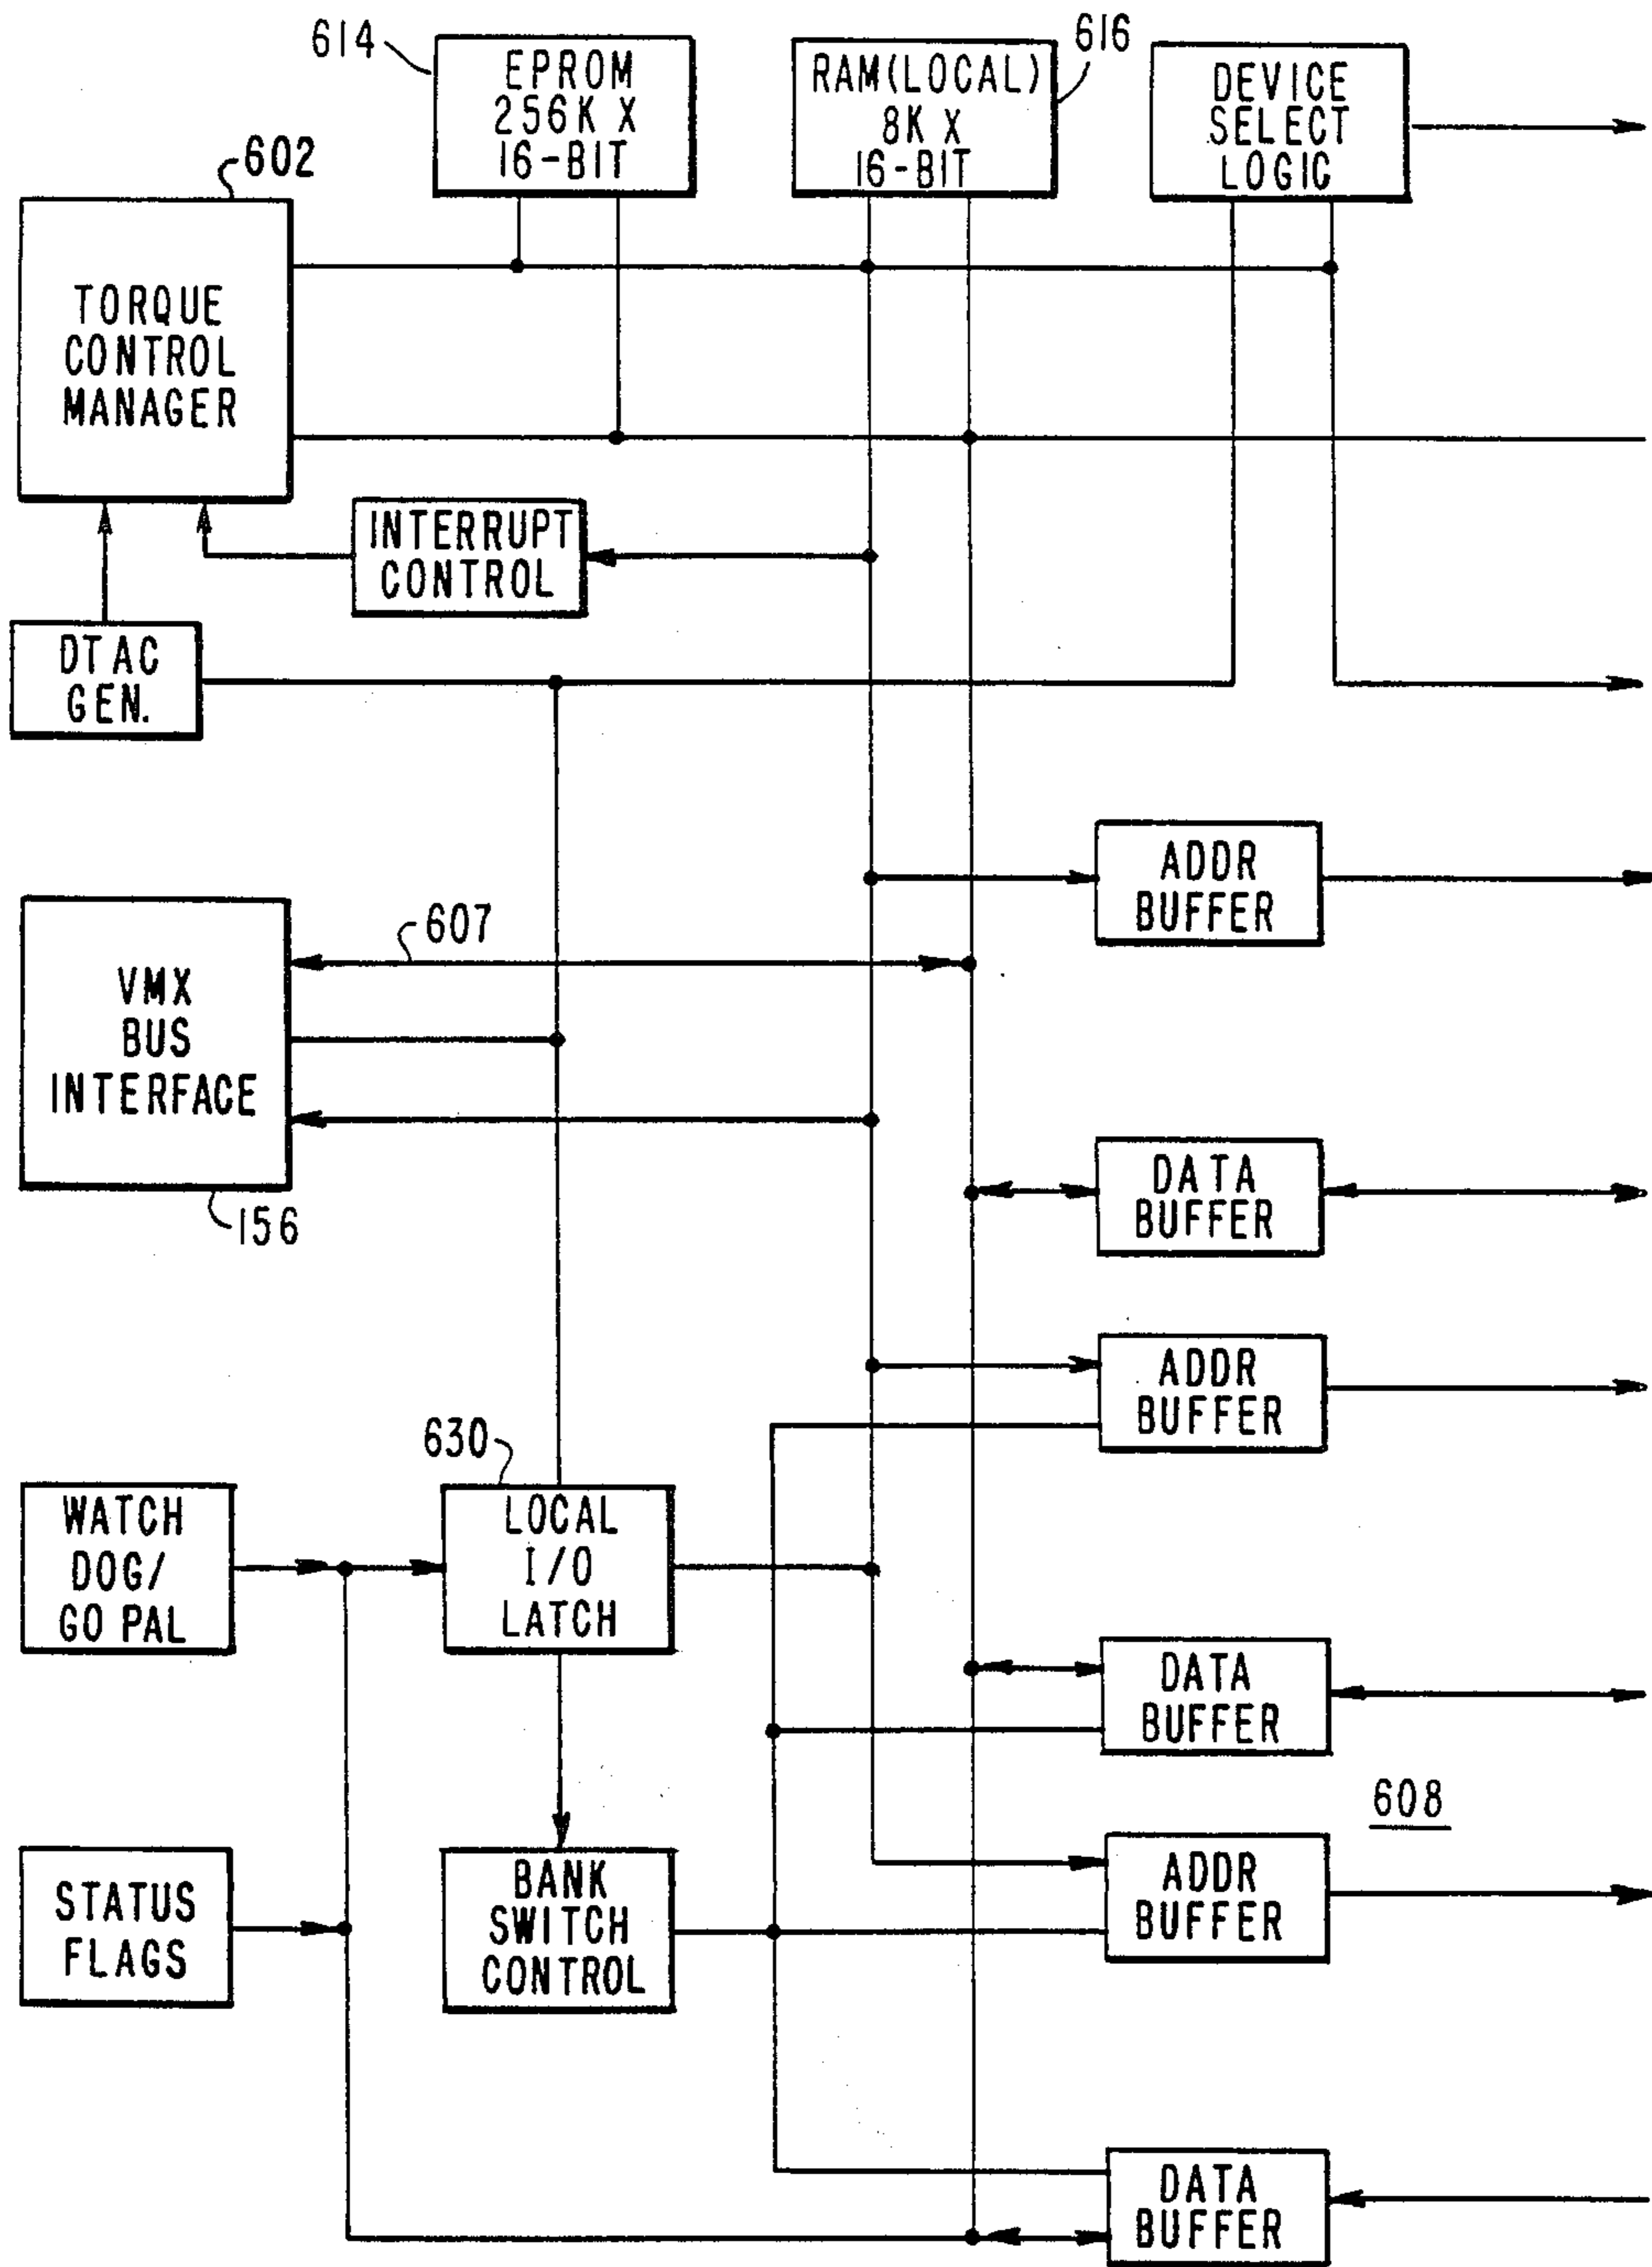 614
EPROM
256K X
16-BIT
RAM(LOCAL)
8K X
16-BIT
616
DEVICE
SELECT
LOGIC
602
TORQUE
CONTROL
MANAGER
INTERRUPT
CONTROL
DTAC
GEN.
ADDR
BUFFER
607
VMX
BUS
INTERFACE
156
DATA
BUFFER
ADDR
BUFFER
630
WATCH
DOG/
GO PAL
LOCAL
I/O
LATCH
DATA
BUFFER
608
STATUS
FLAGS
BANK
SWITCH
CONTROL
ADDR
BUFFER
DATA
BUFFER